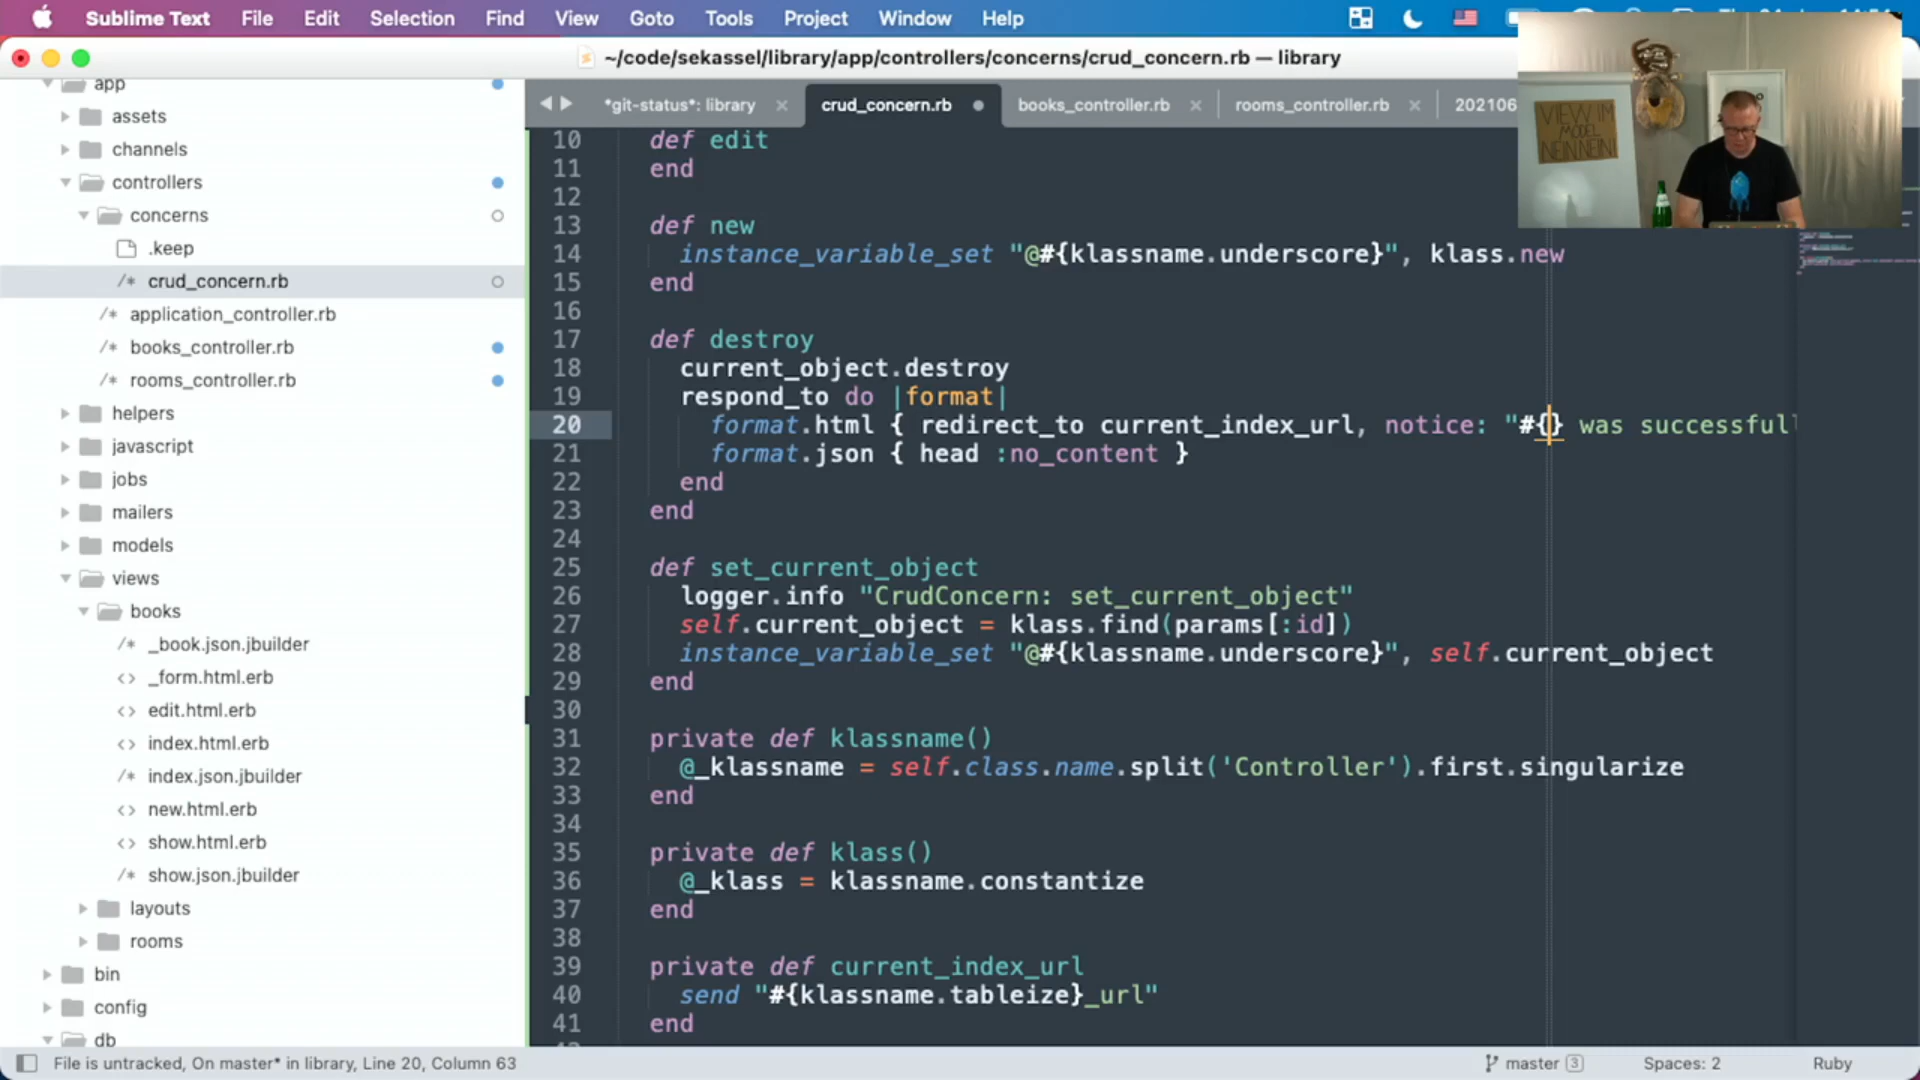 Sublime Text File Edit Selection Find View Goto Tools Project Window Help
~/code/sekassel/library/app/controllers/concerns/crud_concern.rb — library
*git-status*: library × crud_concern.rb books_controller.rb × rooms_controller.rb × 202106
app
assets
channels
controllers
concerns
.keep
/* crud_concern.rb
/* application_controller.rb
/* books_controller.rb
/* rooms_controller.rb
helpers
javascript
jobs
mailers
models
views
books
/* _book.json.jbuilder
<> _form.html.erb
<> edit.html.erb
<> index.html.erb
/* index.json.jbuilder
<> new.html.erb
<> show.html.erb
/* show.json.jbuilder
layouts
rooms
bin
config
db
10 def edit
11 end
12
13 def new
14 instance_variable_set "@#{klassname.underscore}", klass.new
15 end
16
17 def destroy
18 current_object.destroy
19 respond_to do |format|
20 format.html { redirect_to current_index_url, notice: "#{} was successful
21 format.json { head :no_content }
22 end
23 end
24
25 def set_current_object
26 logger.info "CrudConcern: set_current_object"
27 self.current_object = klass.find(params[:id])
28 instance_variable_set "@#{klassname.underscore}", self.current_object
29 end
30
31 private def klassname()
32 @_klassname = self.class.name.split('Controller').first.singularize
33 end
34
35 private def klass()
36 @_klass = klassname.constantize
37 end
38
39 private def current_index_url
40 send "#{klassname.tableize}_url"
41 end
VIEW IM
MODEL
NEIN NEIN!
File is untracked, On master* in library, Line 20, Column 63
master 3
Spaces: 2
Ruby